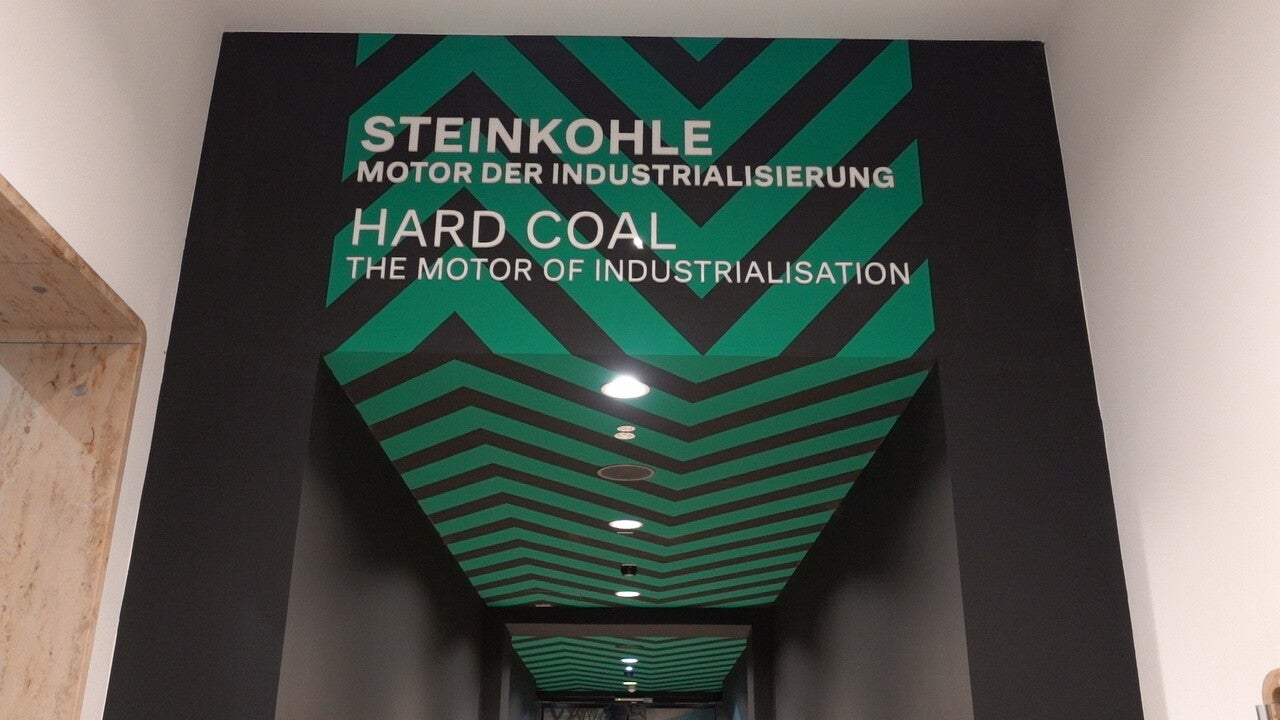 STEINKOHLE
MOTOR DER INDUSTRIALISIERUNG
HARD COAL
THE MOTOR OF INDUSTRIALISATION